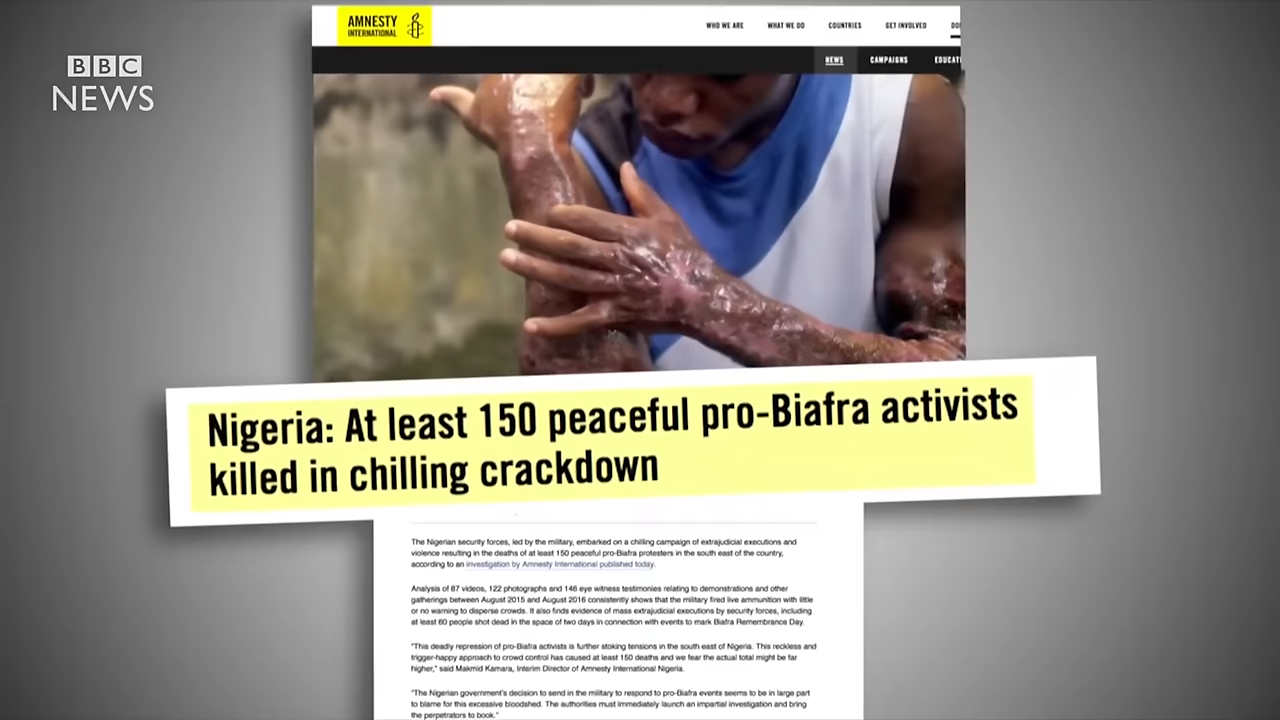 BBC
NEWS
AMNESTY
INTERNATIONAL
WHO WE ARE
WHAT WE DO
COUNTRIES
GET INVOLVED
NEWS
CAMPAIGNS
Nigeria: At least 150 peaceful pro-Biafra activists
killed in chilling crackdown
The Nigerian security forces, led by the military, embarked on a chilling campaign of extrajudicial executions and
violence resulting in the deaths of at least 150 peaceful pro-Biafra protesters in the south east of the country,
according to an investigation by Amnesty International published today.
Analysis of 87 videos, 122 photographs and 146 eye witness testimonies relating to demonstrations and other
gatherings between August 2015 and August 2016 consistently shows that the military fired live ammunition with little
or no warning to disperse crowds. It also finds evidence of mass extrajudicial executions by security forces, including
at least 60 people shot dead in the space of two days in connection with events to mark Biafra Remembrance Day.
"This deadly repression of pro-Biafra activists is further stoking tensions in the south east of Nigeria. This reckless and
trigger-happy approach to crowd control has caused at least 150 deaths and we fear the actual total might be far
higher," said Makmid Kamara, Interim Director of Amnesty International Nigeria.
"The Nigerian government's decision to send in the military to respond to pro-Biafra events seems to be in large part
to blame for this excessive bloodshed. The authorities must immediately launch an impartial investigation and bring
the perpetrators to book."